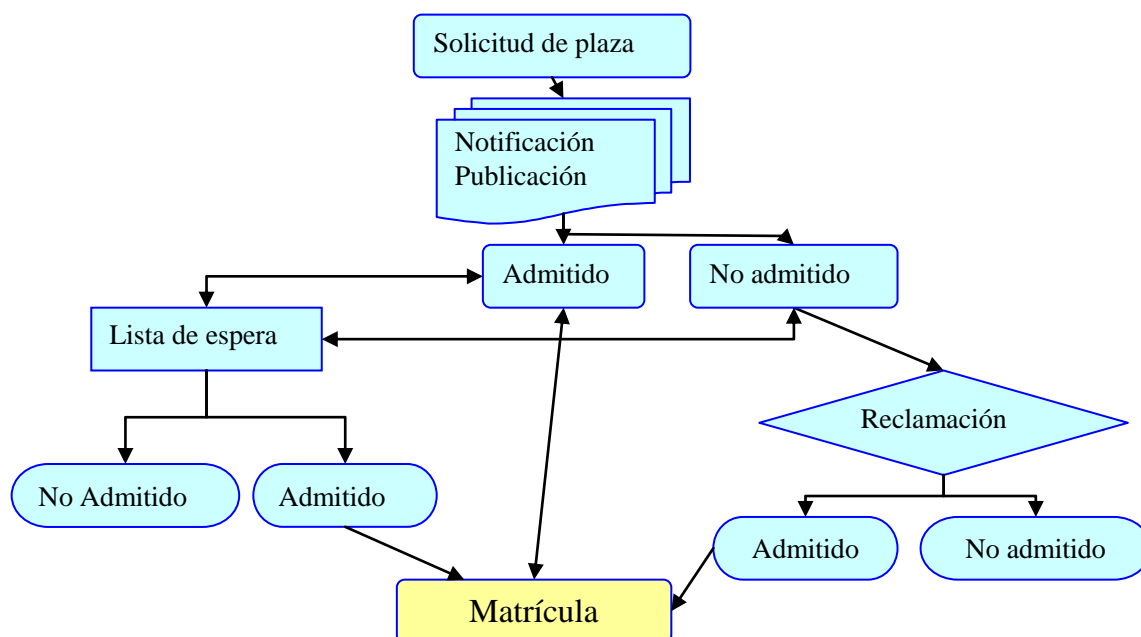 Solicitud de plaza
Notificación
Publicación
Admitido
No admitido
Lista de espera
Reclamación
No Admitido
Admitido
Admitido
No admitido
Matrícula